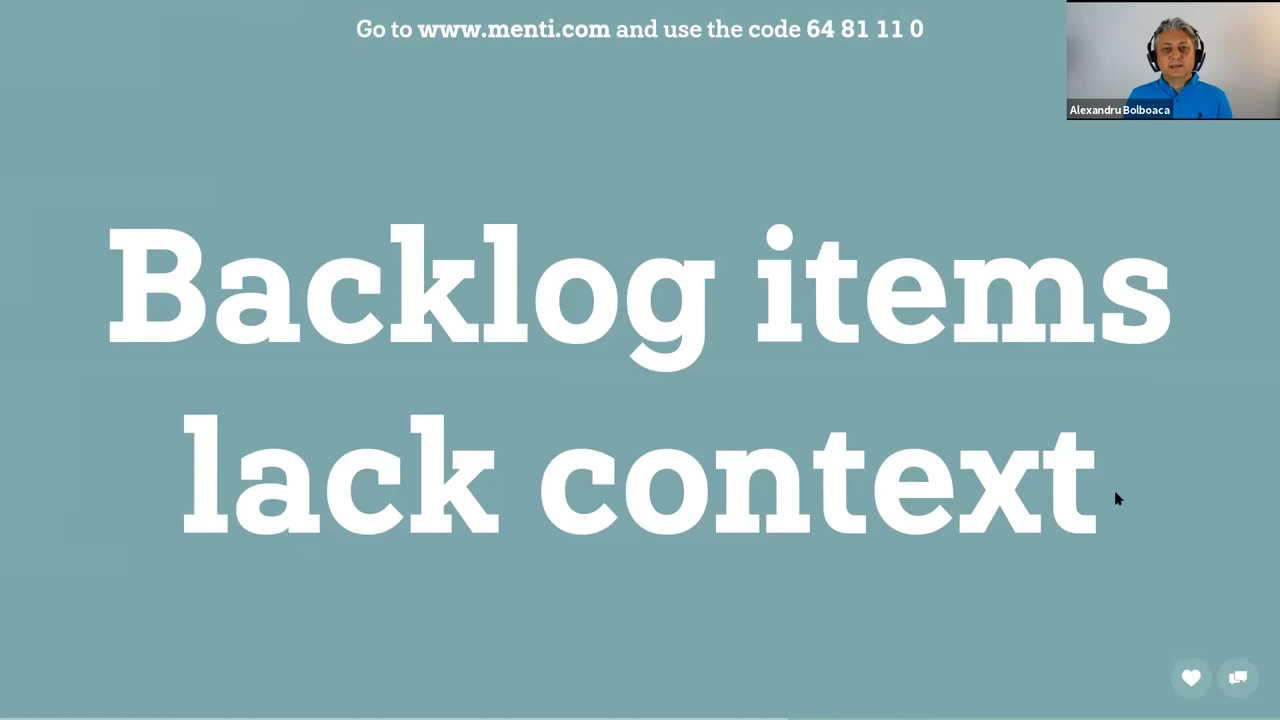 Go to www.menti.com and use the code 64 81 11 0
Alexandru Bolboaca
Backlog items
lack context